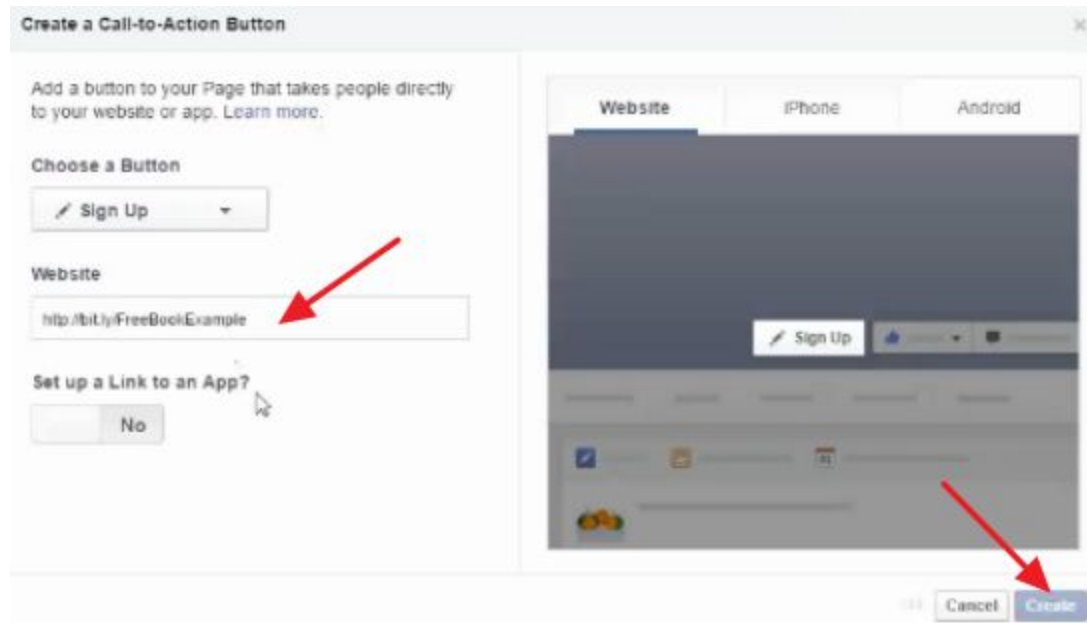 Create a Call-to-Action Button
Add a button to your Page that takes people directly
to your website or app. Learn more.
Choose a Button
Sign Up
Website
http://bit.ly/FreeBookExample
Set up a Link to an App?
No
Website
iPhone
Android
Sign Up
31
Cancel
Create